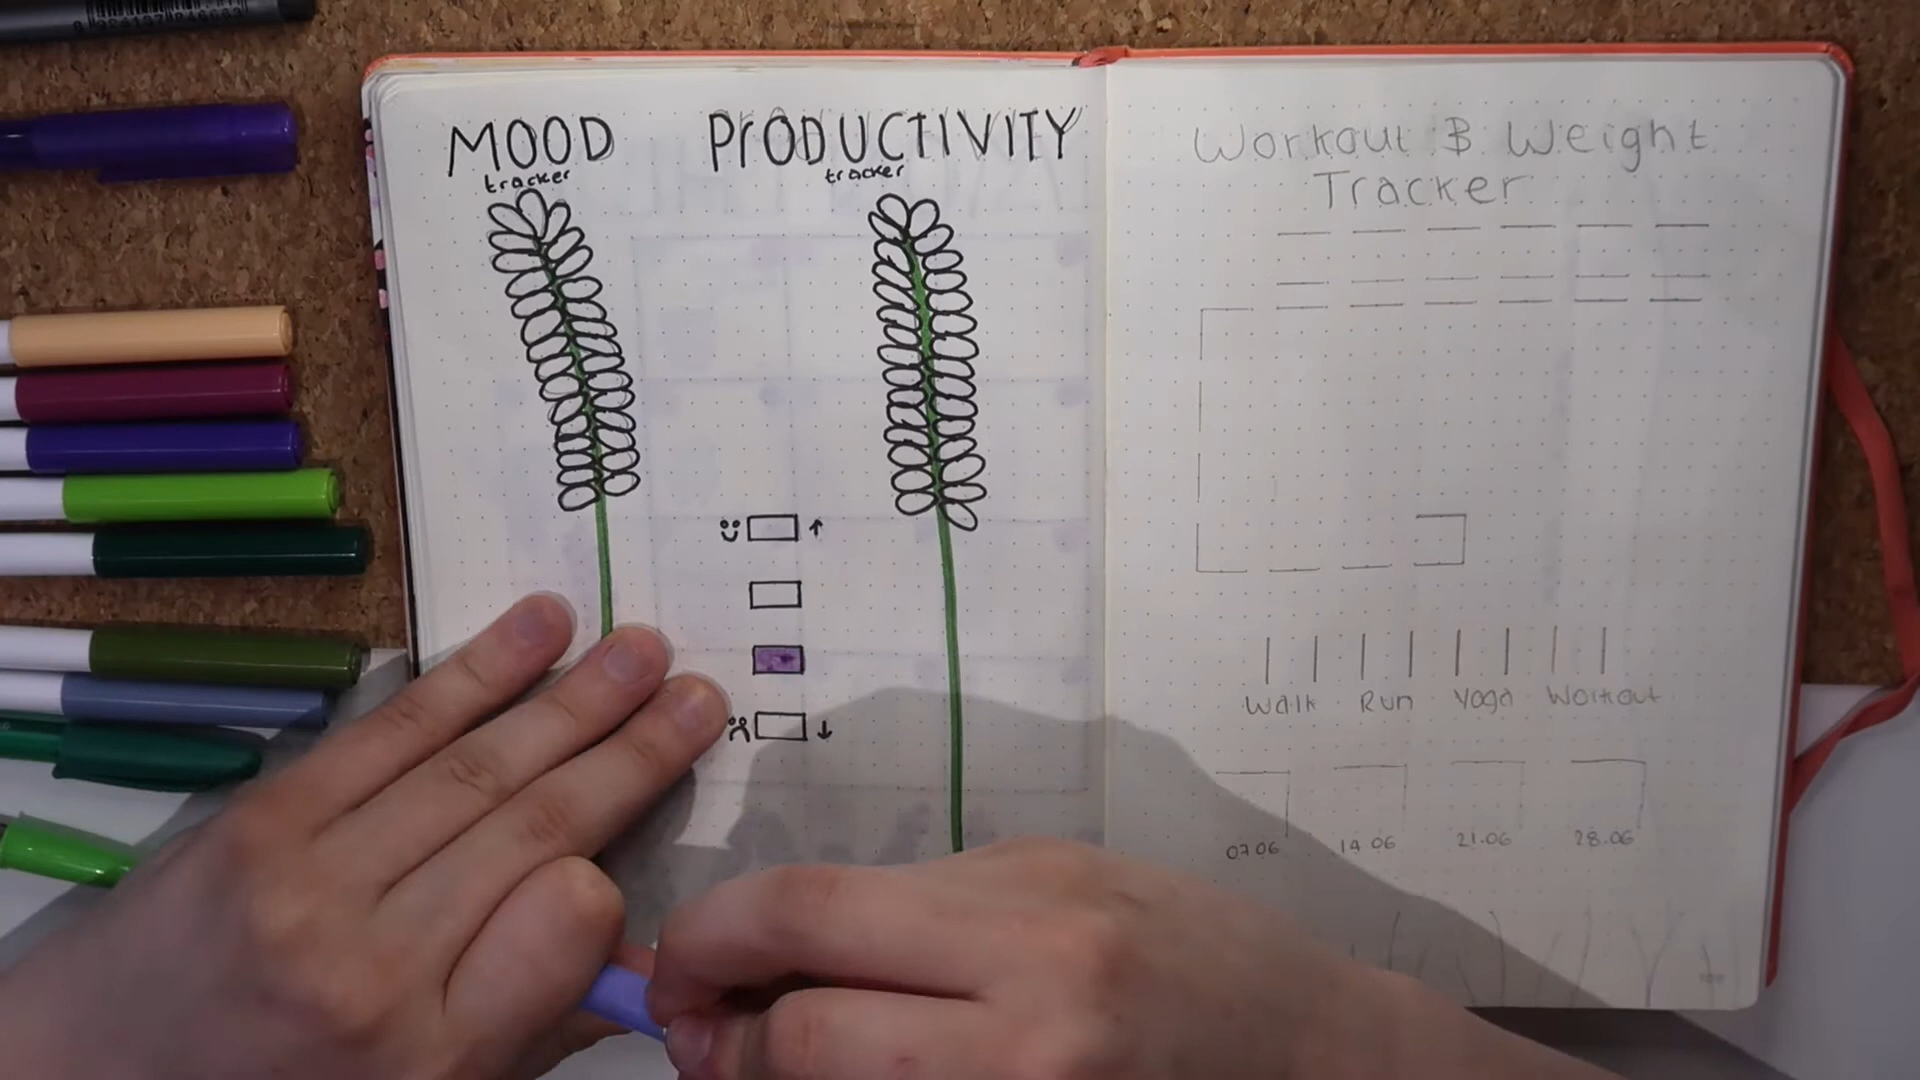 MOOD
tracker
PrODUCTIVITY
tracker
Workout & Weight
Tracker
Walk Run Yoga Workout
07.06 14.06 21.06 28.06